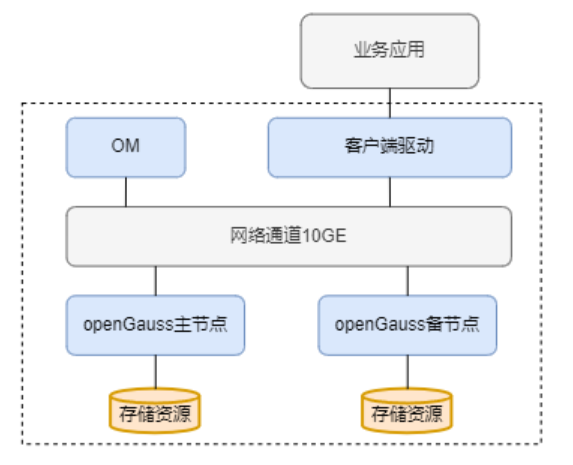 业务应用
OM
客户端驱动
网络通道10GE
openGauss主节点
openGauss备节点
存储资源
存储资源